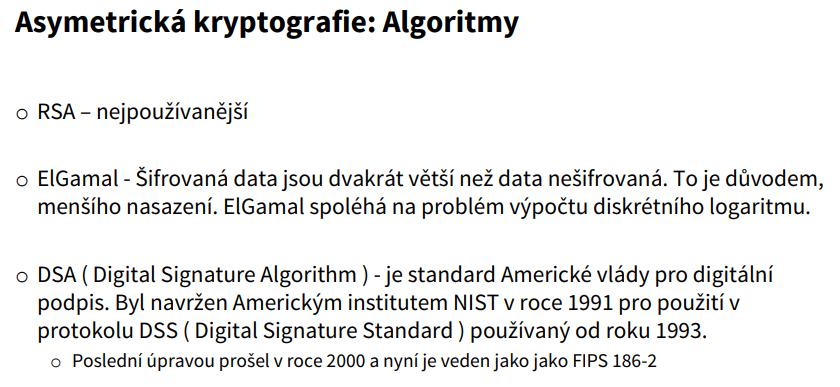 Asymetrická kryptografie: Algoritmy
o RSA – nejpoužívanější
o ElGamal - Šifrovaná data jsou dvakrát větší než data nešifrovaná. To je důvodem,
menšího nasazení. ElGamal spoléhá na problém výpočtu diskrétního logaritmu.
o DSA ( Digital Signature Algorithm ) - je standard Americké vlády pro digitální
podpis. Byl navržen Americkým institutem NIST v roce 1991 pro použití v
protokolu DSS ( Digital Signature Standard ) používaný od roku 1993.
o Poslední úpravou prošel v roce 2000 a nyní je veden jako jako FIPS 186-2